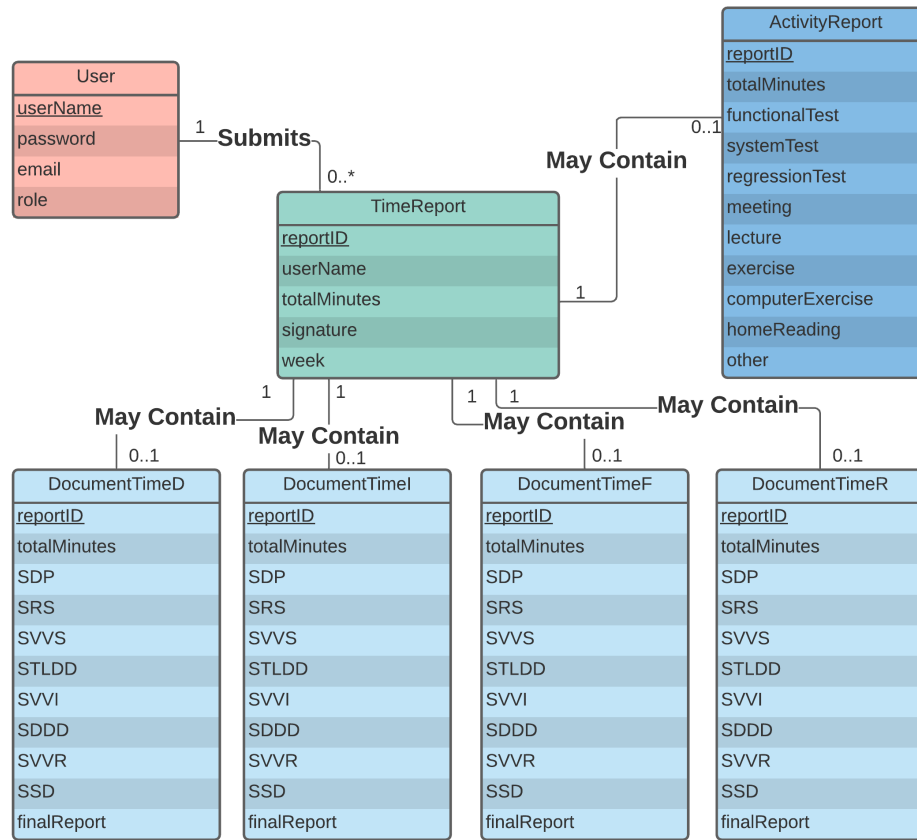 User
userName
password
email
role
1
Submits
0..*
TimeReport
reportID
userName
totalMinutes
signature
week
1
May Contain
0..1
ActivityReport
reportID
totalMinutes
functionalTest
systemTest
regressionTest
meeting
lecture
exercise
computerExercise
homeReading
other
1
May Contain
0..1
1
May Contain
0..1
1
May Contain
0..1
1
May Contain
0..1
DocumentTimeD
reportID
totalMinutes
SDP
SRS
SVVS
STLDD
SVVI
SDDD
SVVR
SSD
finalReport
DocumentTimeI
reportID
totalMinutes
SDP
SRS
SVVS
STLDD
SVVI
SDDD
SVVR
SSD
finalReport
DocumentTimeF
reportID
totalMinutes
SDP
SRS
SVVS
STLDD
SVVI
SDDD
SVVR
SSD
finalReport
DocumentTimeR
reportID
totalMinutes
SDP
SRS
SVVS
STLDD
SVVI
SDDD
SVVR
SSD
finalReport